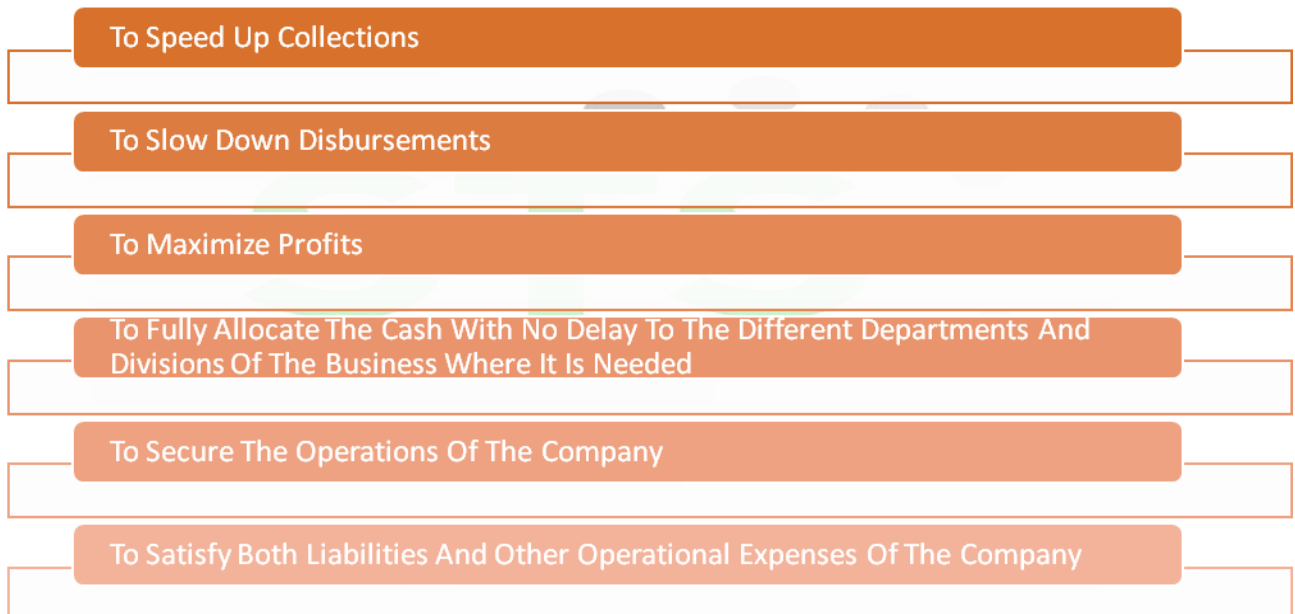 To Speed Up Collections
To Slow Down Disbursements
To Maximize Profits
To Fully Allocate The Cash With No Delay To The Different Departments And
Divisions Of The Business Where It Is Needed
To Secure The Operations Of The Company
To Satisfy Both Liabilities And Other Operational Expenses Of The Company